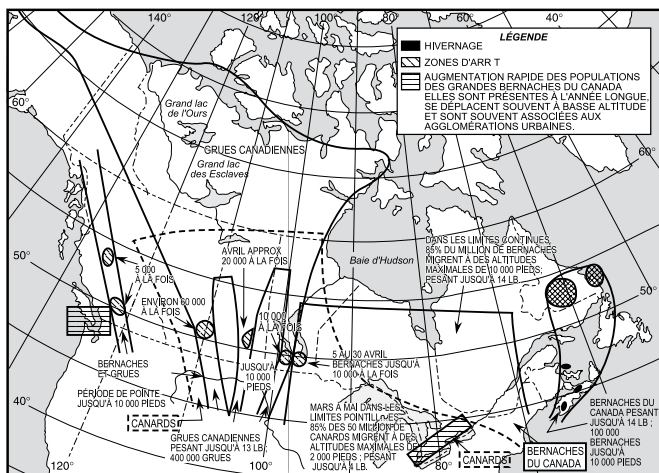 140°
120°
100°
80°
60°
40°
LÉGENDE
HIVERNAGE
ZONES D'ARR T
AUGMENTATION RAPIDE DES POPULATIONS
DES GRANDES BERNACHES DU CANADA
ELLES SONT PRÉSENTES À L'ANNÉE LONGUE,
SE DÉPLACENT SOUVENT À BASSE ALTITUDE
ET SONT SOUVENT ASSOCIÉES AUX
AGGLOMÉRATIONS URBAINES.
60°
Grand lac
de l'Ours
GRUES CANADIENNES
Grand lac
des Esclaves
60°
50°
AVRIL APPROX
20 000 À LA FOIS
Baie d'Hudson
DANS LES LIMITES CONTINUES,
85% DU MILLION DE BERNACHES
MIGRENT À DES ALTITUDES
MAXIMALES DE 10 000 PIEDS;
PESANT JUSQU'À 14 LB
5 000
À LA FOIS
ENVIRON 60 000
À LA FOIS
10 000
À LA FOIS
50°
BERNACHES
ET GRUES
JUSQU'À
10 000
PIEDS
5 AU 30 AVRIL
BERNACHES JUSQU'À
10 000 À LA FOIS
PÉRIODE DE POINTE
JUSQU'À 10 000 PIEDS
40°
CANARDS
GRUES CANADIENNES
PESANT JUSQU'À 13 LB;
400 000 GRUES
MARS À MAI DANS LES
LIMITES POINTILLÉES,
85% DES 50 MILLION DE
CANARDS MIGRENT À DES
ALTITUDES MAXIMALES DE
2 000 PIEDS ; PESANT
JUSQU'À 4 LB.
CANARDS
BERNACHES
DU CANADA
BERNACHES DU
CANADA PESANT
JUSQU'À 14 LB ;
100 000
BERNACHES
JUSQU'À
10 000 PIEDS
40°
120°
100°
80°
60°